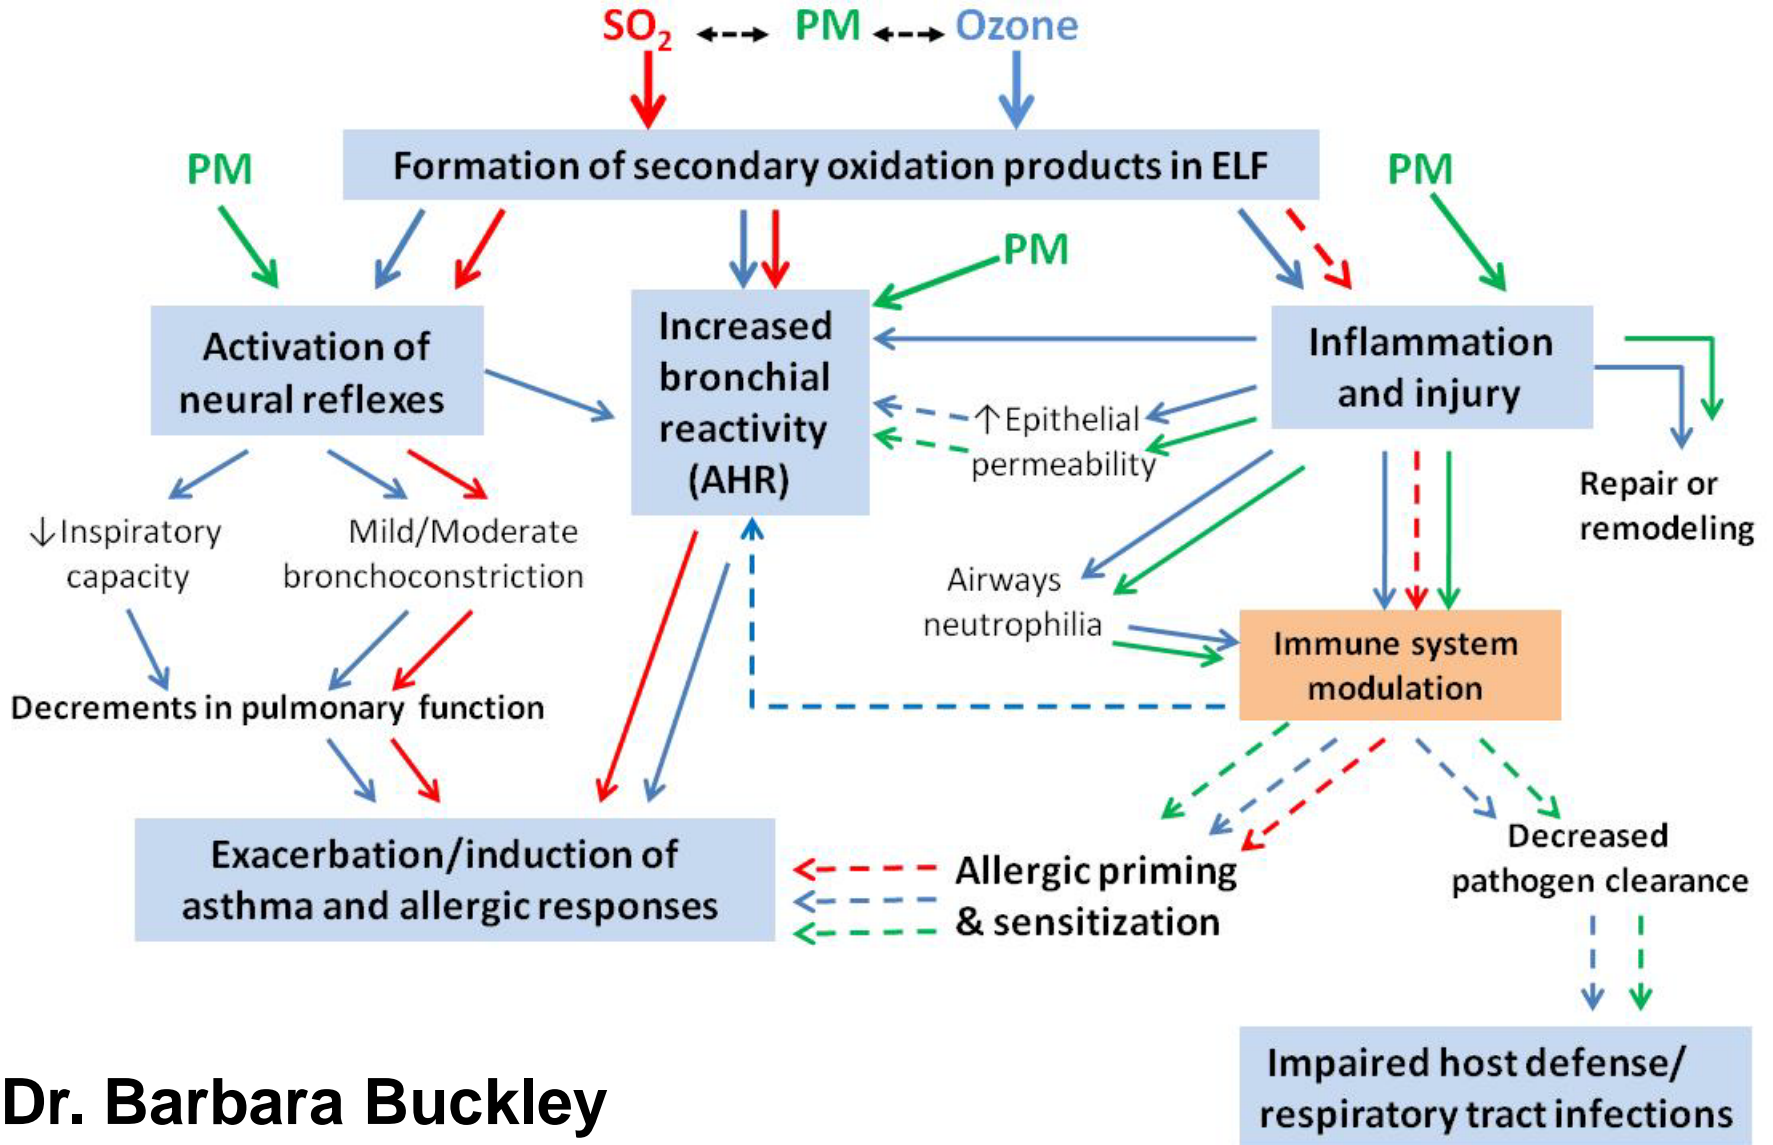 SO₂ PM Ozone
Formation of secondary oxidation products in ELF
PM
PM
PM
Activation of
neural reflexes
Increased
bronchial
reactivity
(AHR)
Inflammation
and injury
↑Epithelial
permeability
Repair or
remodeling
↓Inspiratory
capacity
Mild/Moderate
bronchoconstriction
Airways
neutrophilia
Immune system
modulation
Decrements in pulmonary function
Exacerbation/induction of
asthma and allergic responses
Allergic priming
& sensitization
Decreased
pathogen clearance
Impaired host defense/
respiratory tract infections
Dr. Barbara Buckley